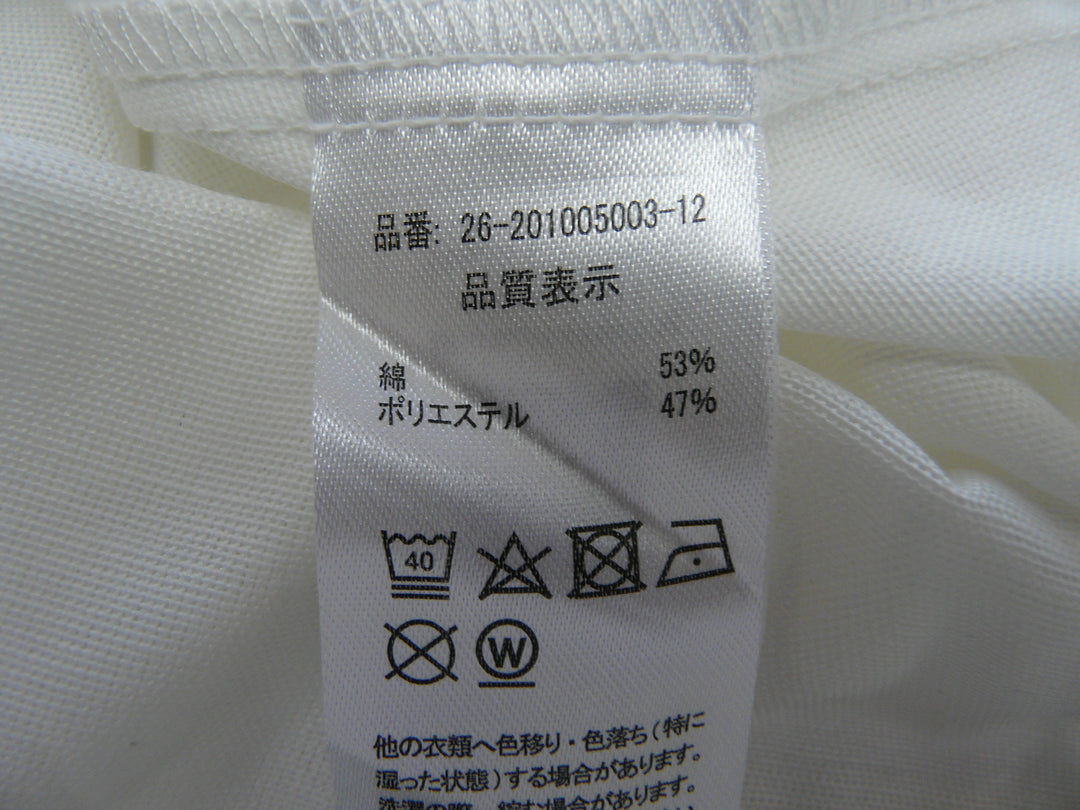 品番: 26-201005003-12
品質表示
綿 53%
ポリエステル 47%
40
W
他の衣類へ色移り・色落ち(特に
湿った状態)する場合があります。